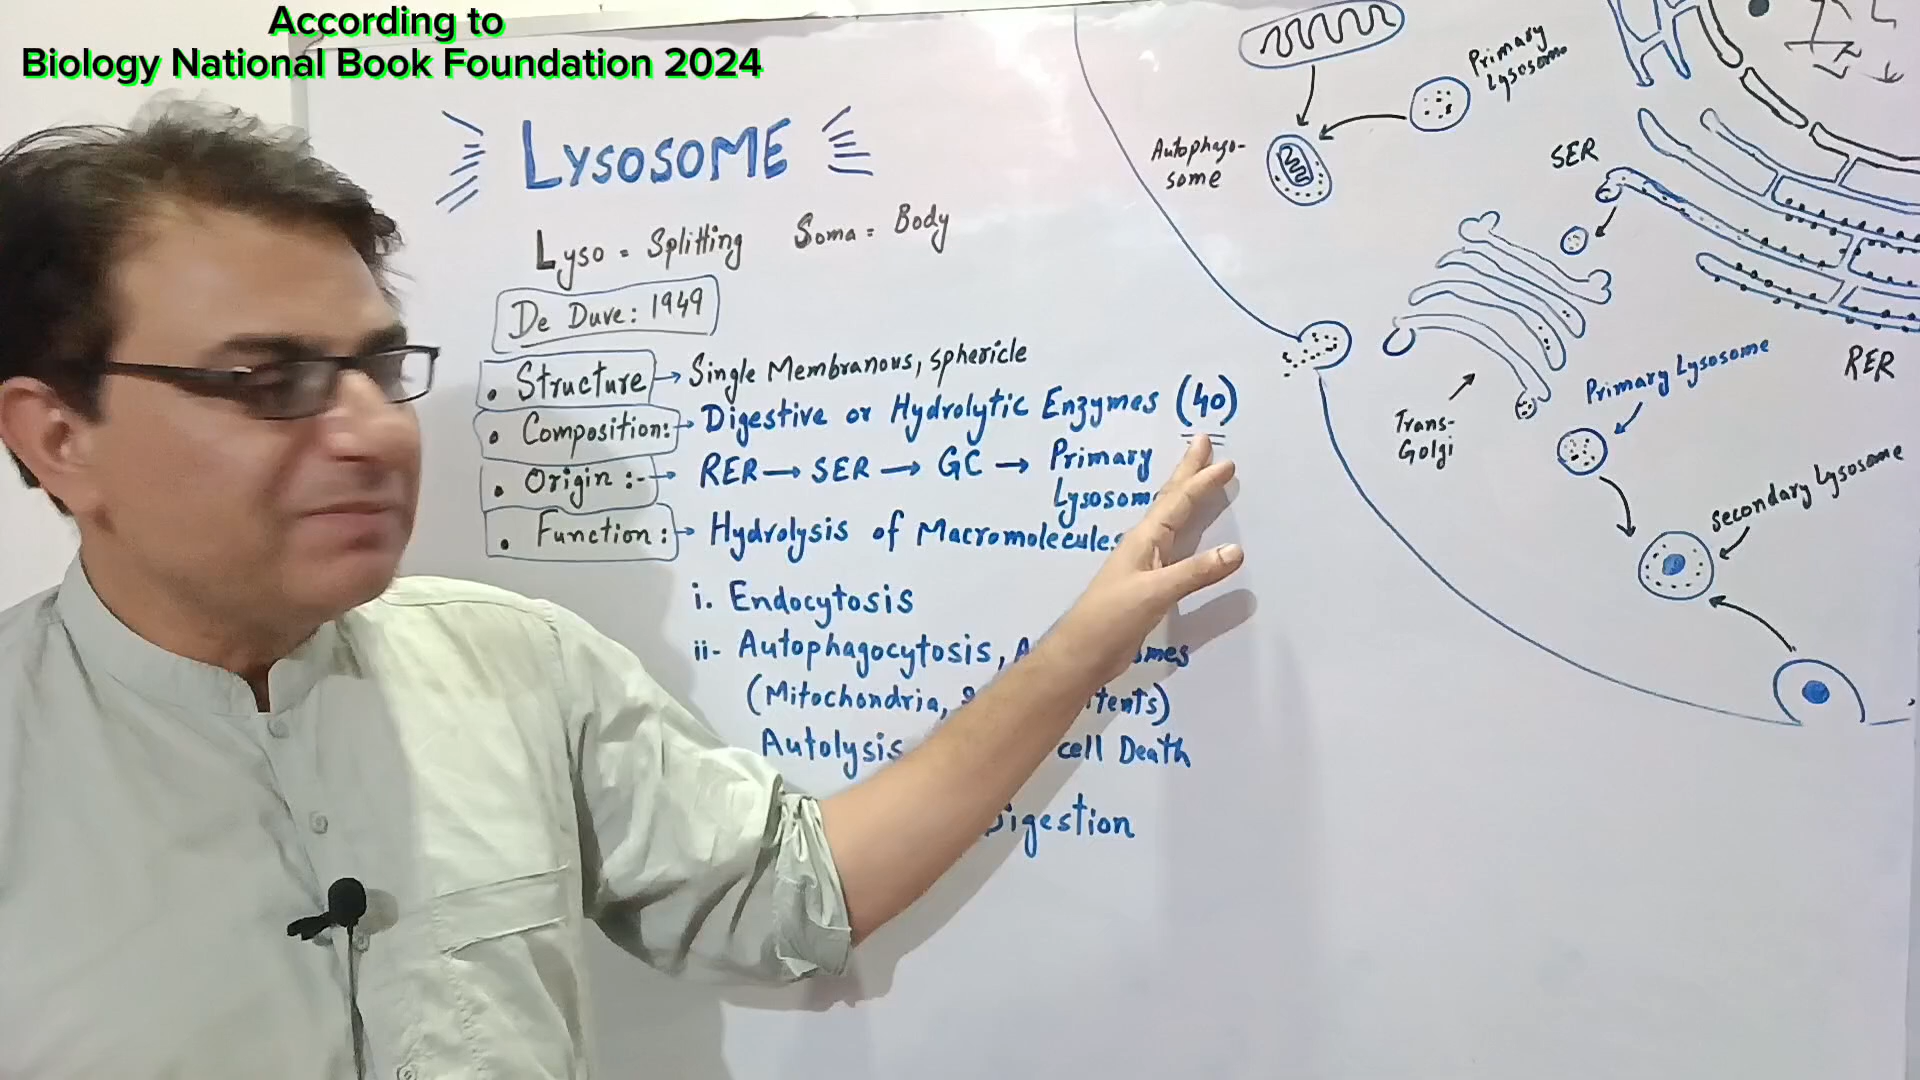 According to
Biology National Book Foundation 2024
LYSOSOME
Lyso = Splitting Soma = Body
De Duve: 1949
• Structure → Single Membranous, sphericle
• Composition: → Digestive or Hydrolytic Enzymes (40)
• Origin :- → RER → SER → GC → Primary
Lysosome
• Function : → Hydrolysis of Macromolecules
i. Endocytosis
ii- Autophagocytosis,
(Mitochondria,
Autolysis cell Death
Digestion
Primary
Lysosome
Autophago-
some
SER
RER
Primary Lysosome
Trans-
Golgi
secondary Lysosome